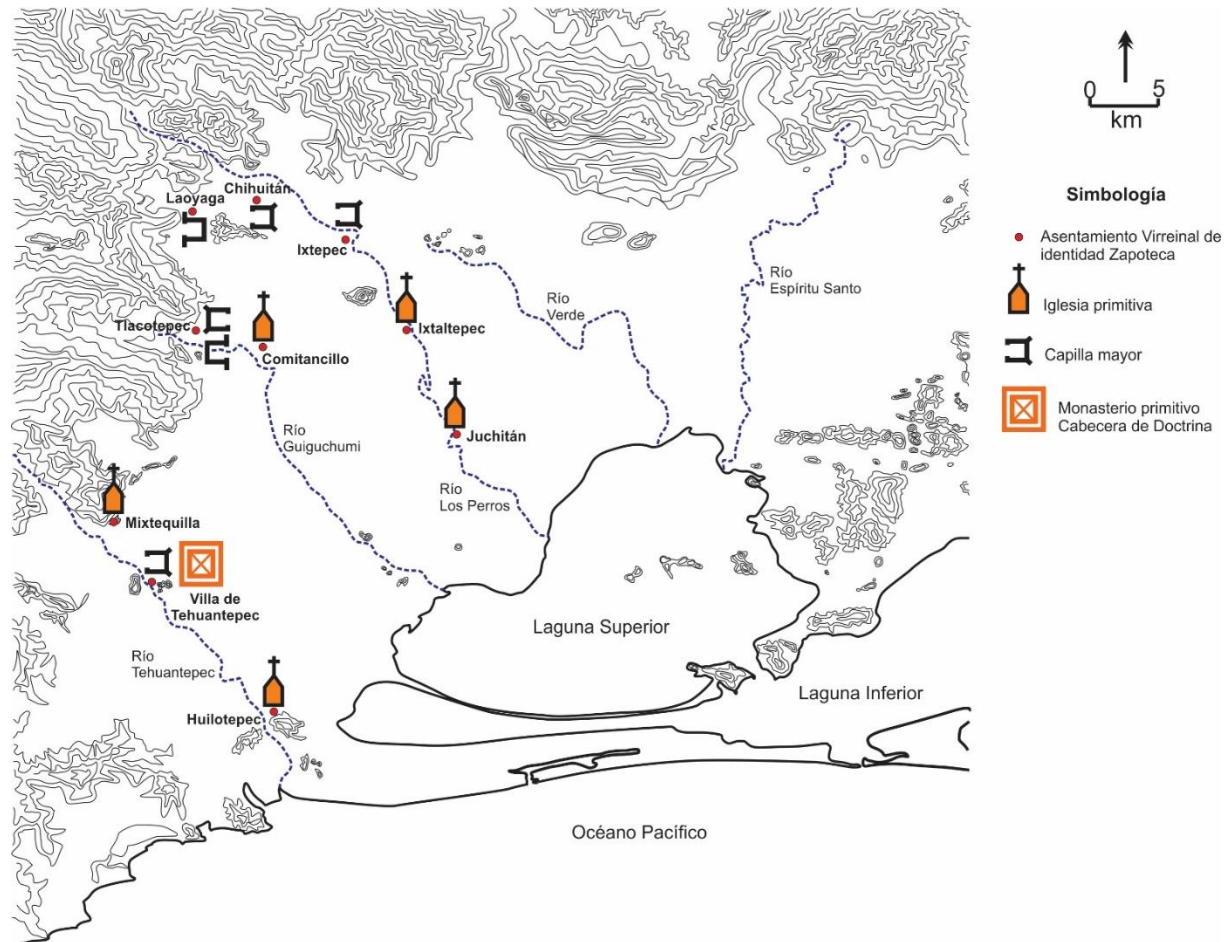 0 5
km
Simbología
Asentamiento Virreinal de
identidad Zapoteca
Iglesia primitiva
Capilla mayor
Monasterio primitivo
Cabecera de Doctrina
Chihuitán
Laoyaga
Ixtepec
Río
Espíritu Santo
Río
Verde
Tlacotepec
Ixtaltepec
Comitancillo
Río
Guiguchumi
Juchitán
Río
Los Perros
Mixtequilla
Villa de
Tehuantepec
Laguna Superior
Río
Tehuantepec
Laguna Inferior
Huilotepec
Océano Pacífico